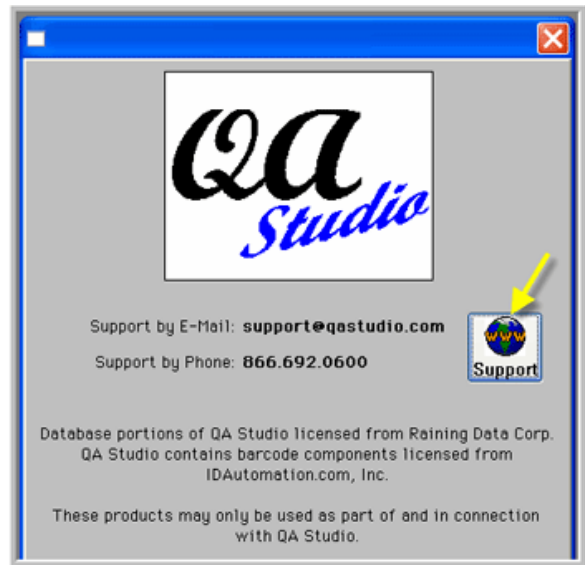 QA
Studio
Support by E-Mail: support@qastudio.com
Support by Phone: 866.692.0600
WWW
Support
Database portions of QA Studio licensed from Raining Data Corp.
QA Studio contains barcode components licensed from
IDAutomation.com, Inc.
These products may only be used as part of and in connection
with QA Studio.